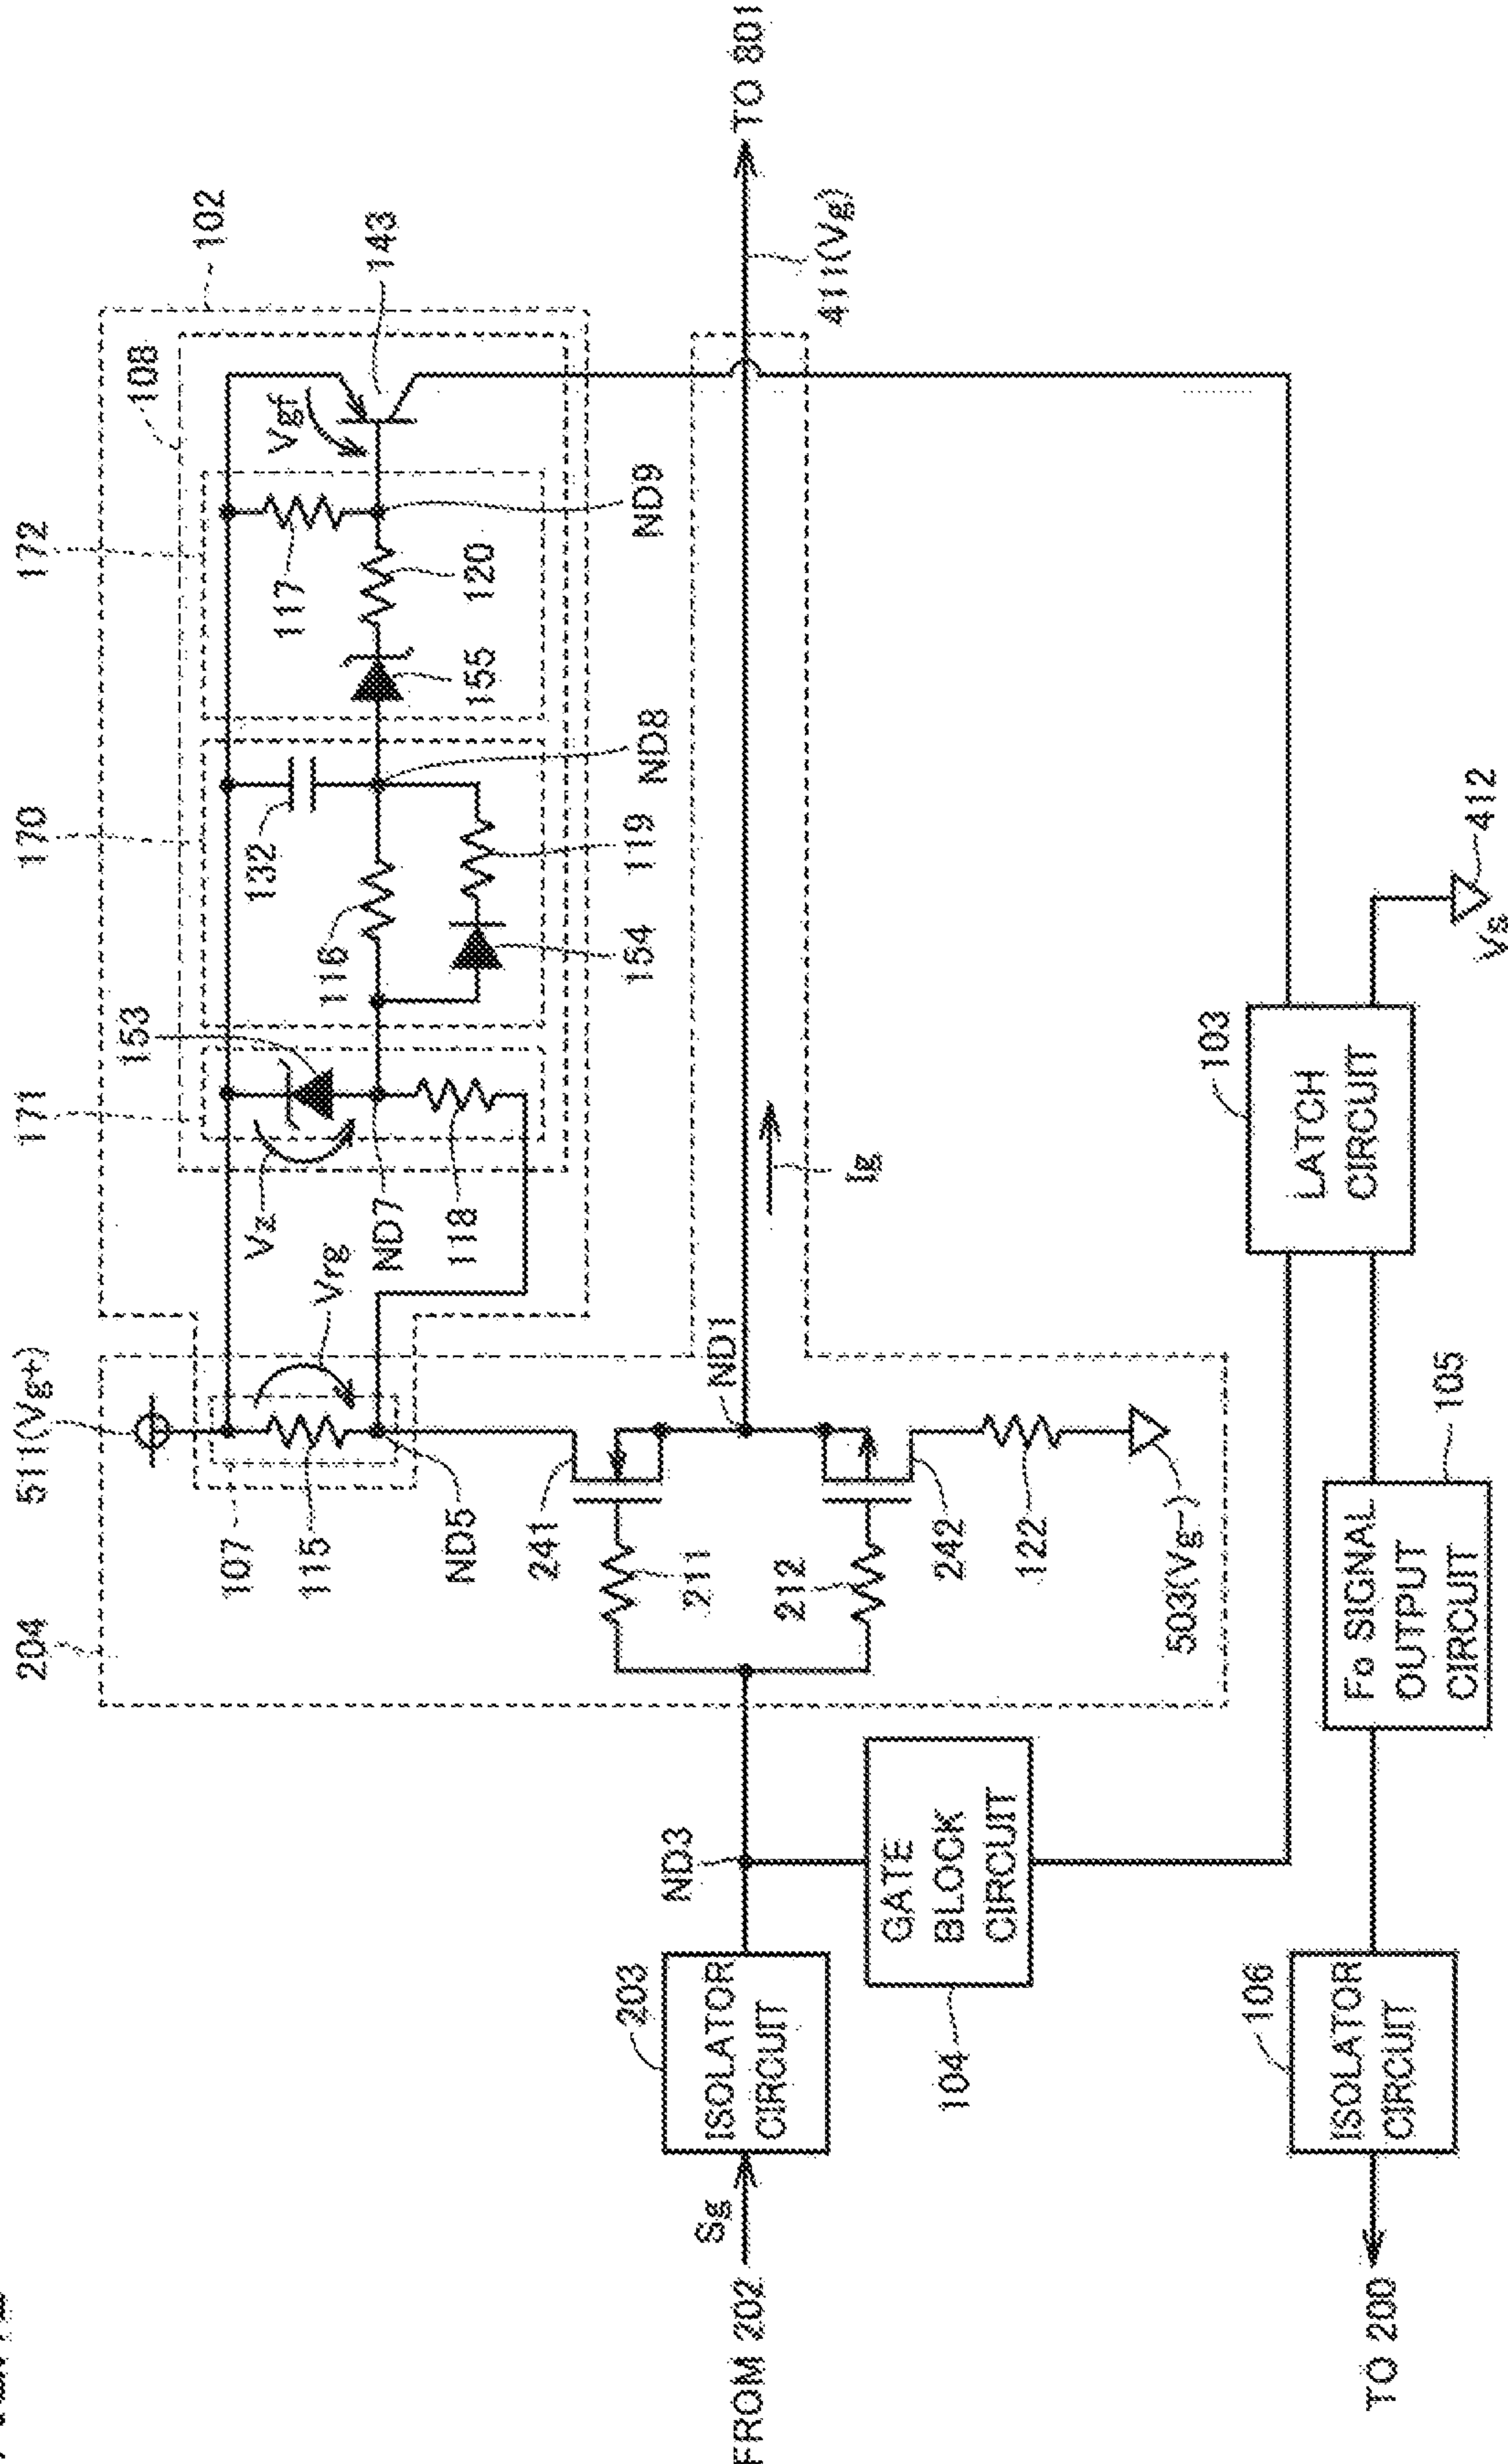 204
511(Vg+)
171
170
172
107
115
Vrg
Vz
153
132
108
102
117
Vgf
143
ND5
ND7
118
116
154
119
ND8
155
120
ND9
241
211
212
242
122
503(Vs-)
ND1
Ig
411(Vg)
TO 801
FROM 202
Sg
203
ISOLATOR
CIRCUIT
ND3
GATE
BLOCK
CIRCUIT
104
103
LATCH
CIRCUIT
412
Vs
105
Fo SIGNAL
OUTPUT
CIRCUIT
106
ISOLATOR
CIRCUIT
TO 200